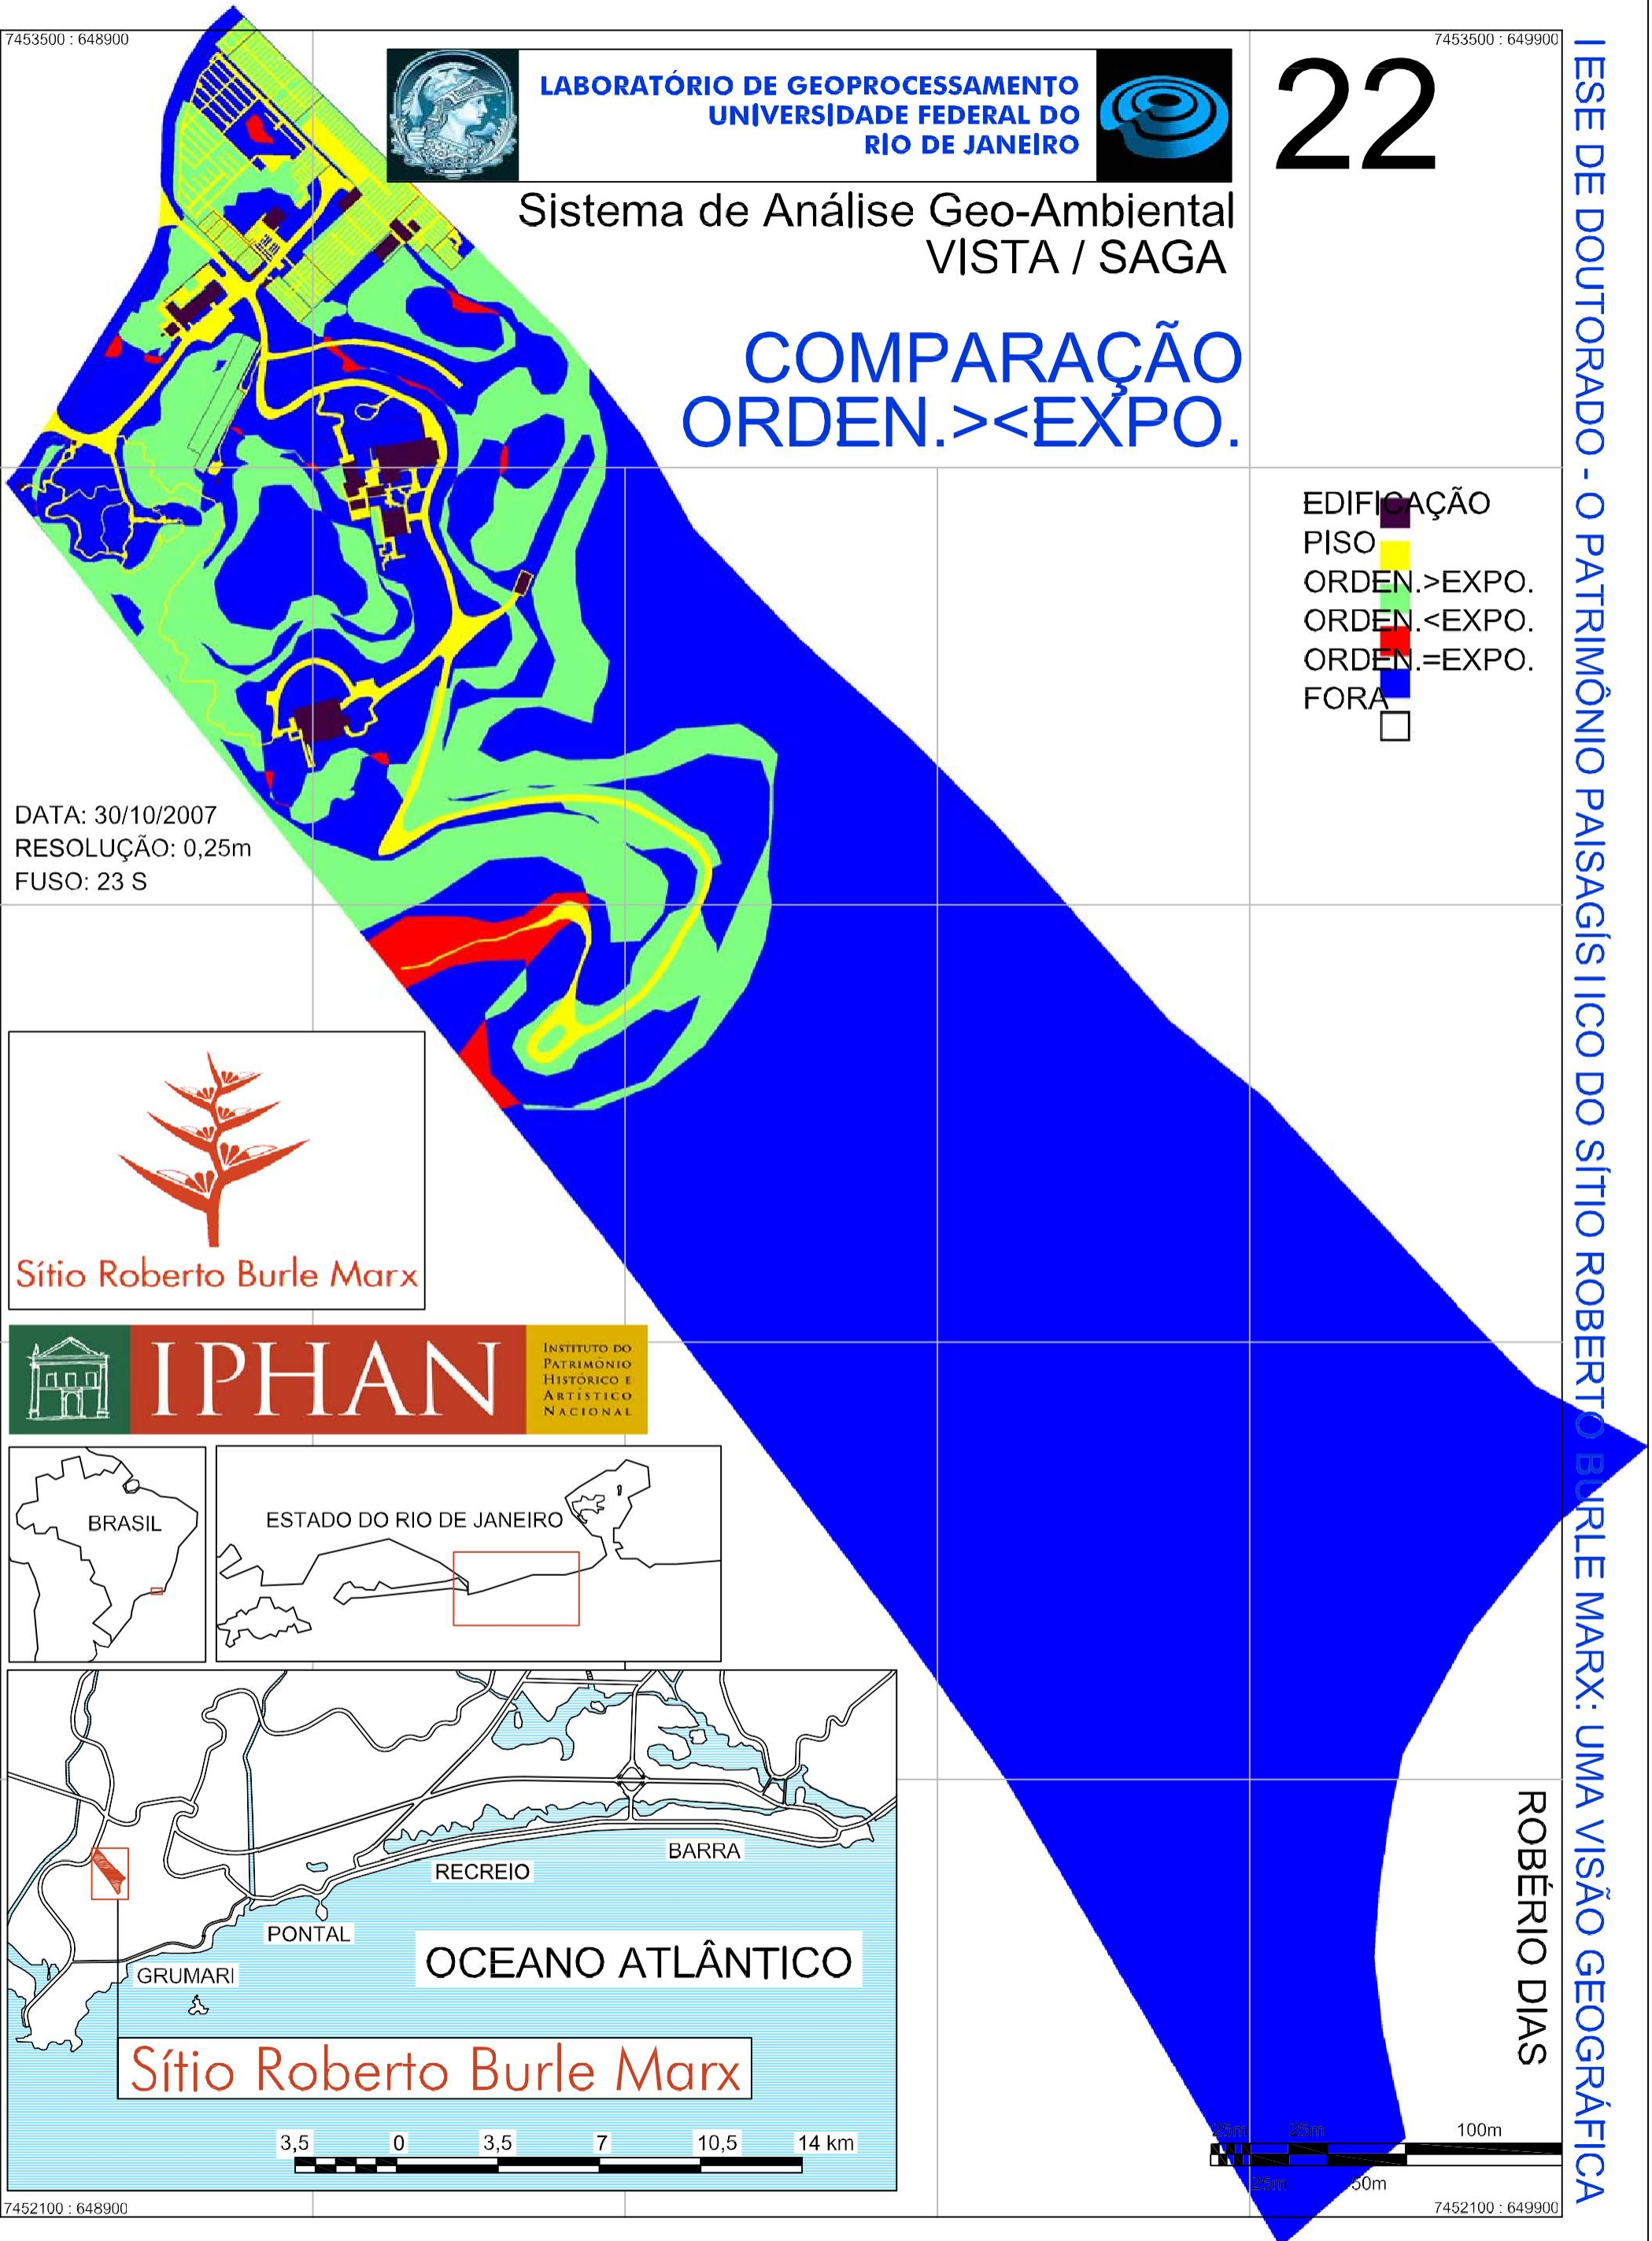 7453500 : 648900
7453500 : 649900
LABORATÓRIO DE GEOPROCESSAMENTO
UNIVERSIDADE FEDERAL DO
RIO DE JANEIRO
22
Sistema de Análise Geo-Ambiental
VISTA / SAGA
COMPARAÇÃO
ORDEN.><EXPO.
EDIFICAÇÃO
PISO
ORDEN.>EXPO.
ORDEN.<EXPO.
ORDEN.=EXPO.
FORA
DATA: 30/10/2007
RESOLUÇÃO: 0,25m
FUSO: 23 S
Sítio Roberto Burle Marx
IPHAN
INSTITUTO DO
PATRIMÔNIO
HISTÓRICO E
ARTÍSTICO
NACIONAL
BRASIL
ESTADO DO RIO DE JANEIRO
BARRA
RECREIO
PONTAL
GRUMARI
OCEANO ATLÂNTICO
Sítio Roberto Burle Marx
3,5 0 3,5 7 10,5 14 km
25m 25m 100m
25m 50m
7452100 : 648900
7452100 : 649900
TESE DE DOUTORADO - O PATRIMÔNIO PAISAGÍSTICO DO SÍTIO ROBERTO BURLE MARX: UMA VISÃO GEOGRÁFICA
ROBÉRIO DIAS